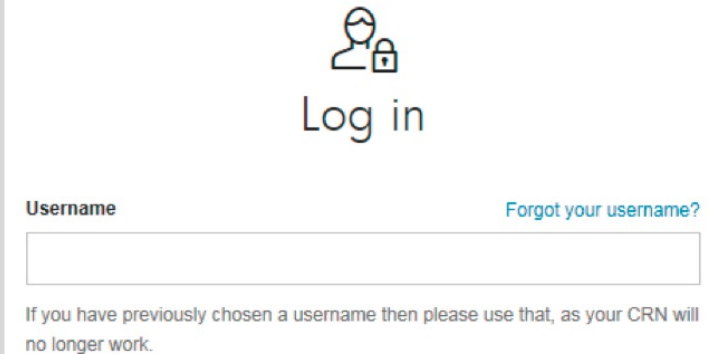 Log in
Username
Forgot your username?
If you have previously chosen a username then please use that, as your CRN will
no longer work.